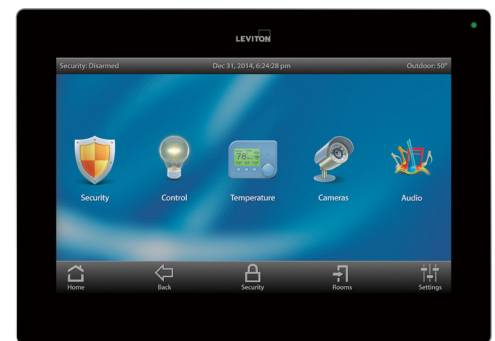 LEVITON
Security: Disarmed Dec 31, 2014, 6:24:28 pm Outdoor: 50°
78
Security Control Temperature Cameras Audio
Home Back Security Rooms Settings